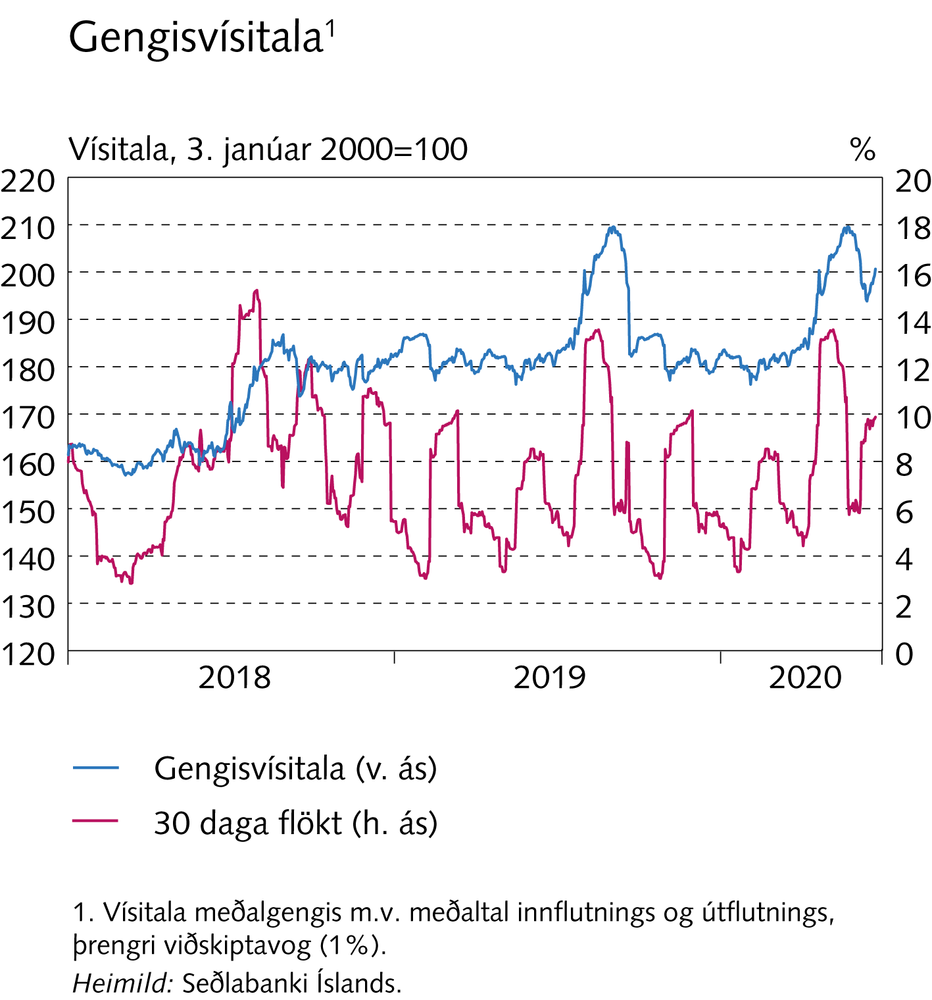 Gengisvísitala¹
Vísitala, 3. janúar 2000=100 %
220 20
210 18
200 16
190 14
180 12
170 10
160 8
150 6
140 4
130 2
120 0
2018 2019 2020
Gengisvísitala (v. ás)
30 daga flökt (h. ás)
1. Vísitala meðalgengis m.v. meðaltal innflutnings og útflutnings,
þrengri viðskiptavog (1%).
Heimild: Seðlabanki Íslands.